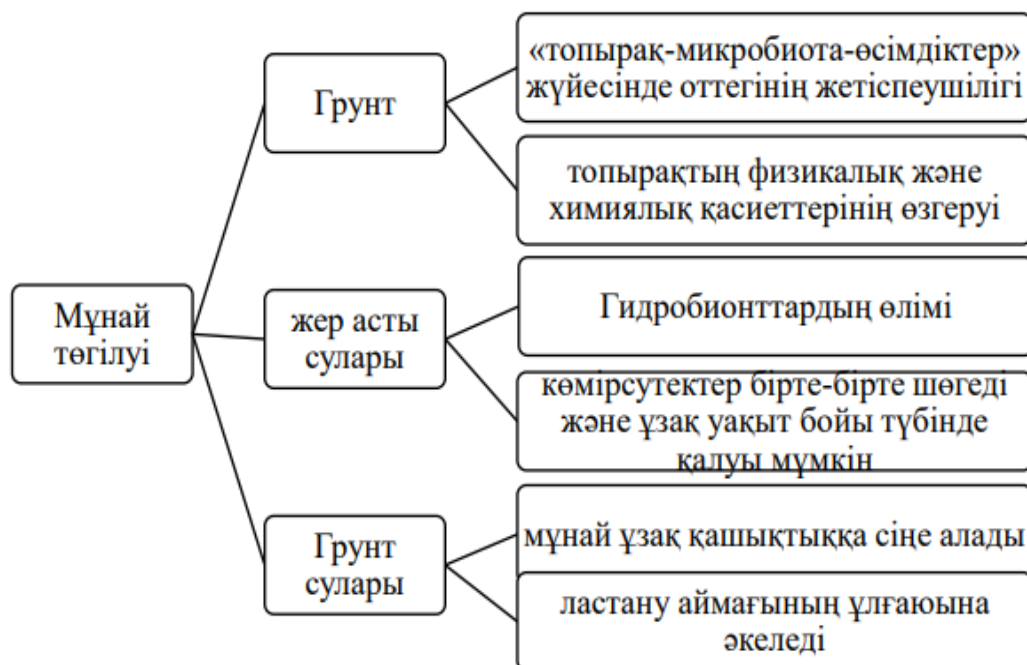 Мұнай
төгілуі
Грунт
«топырақ-микробиота-өсімдіктер»
жүйесінде оттегінің жетіспеушілігі
топырақтың физикалық және
химиялық қасиеттерінің өзгеруі
жер асты
сулары
Гидробионттардың өлімі
көмірсутектер бірте-бірте шөгеді
және ұзақ уақыт бойы түбінде
қалуы мүмкін
Грунт
сулары
мұнай ұзақ қашықтыққа сіңе алады
ластану аймағының ұлғаюына
әкеледі